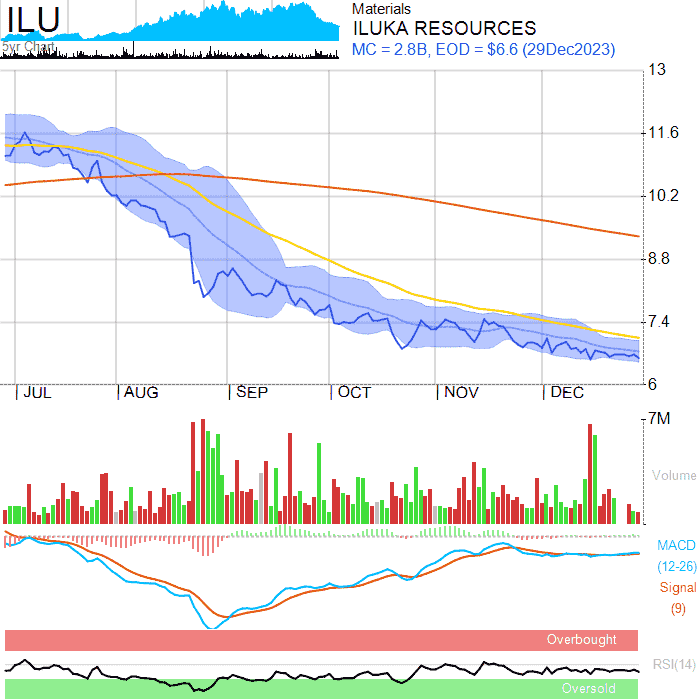 ILU
5yr Chart
Materials
ILUKA RESOURCES
MC = 2.8B, EOD = $6.6 (29Dec2023)
13
11.6
10.2
8.8
7.4
6
JUL AUG SEP OCT NOV DEC
7M
Volume
MACD
(12-26)
Signal
(9)
Overbought
RSI(14)
Oversold